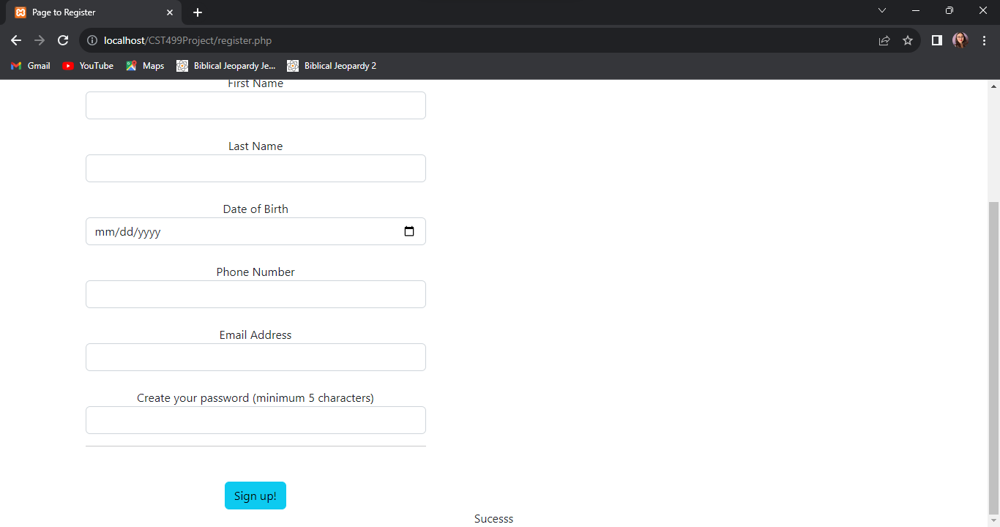 Page to Register
localhost/CST499Project/register.php
Gmail YouTube Maps Biblical Jeopardy Je... Biblical Jeopardy 2
First Name
Last Name
Date of Birth
mm/dd/yyyy
Phone Number
Email Address
Create your password (minimum 5 characters)
Sign up!
Sucesss